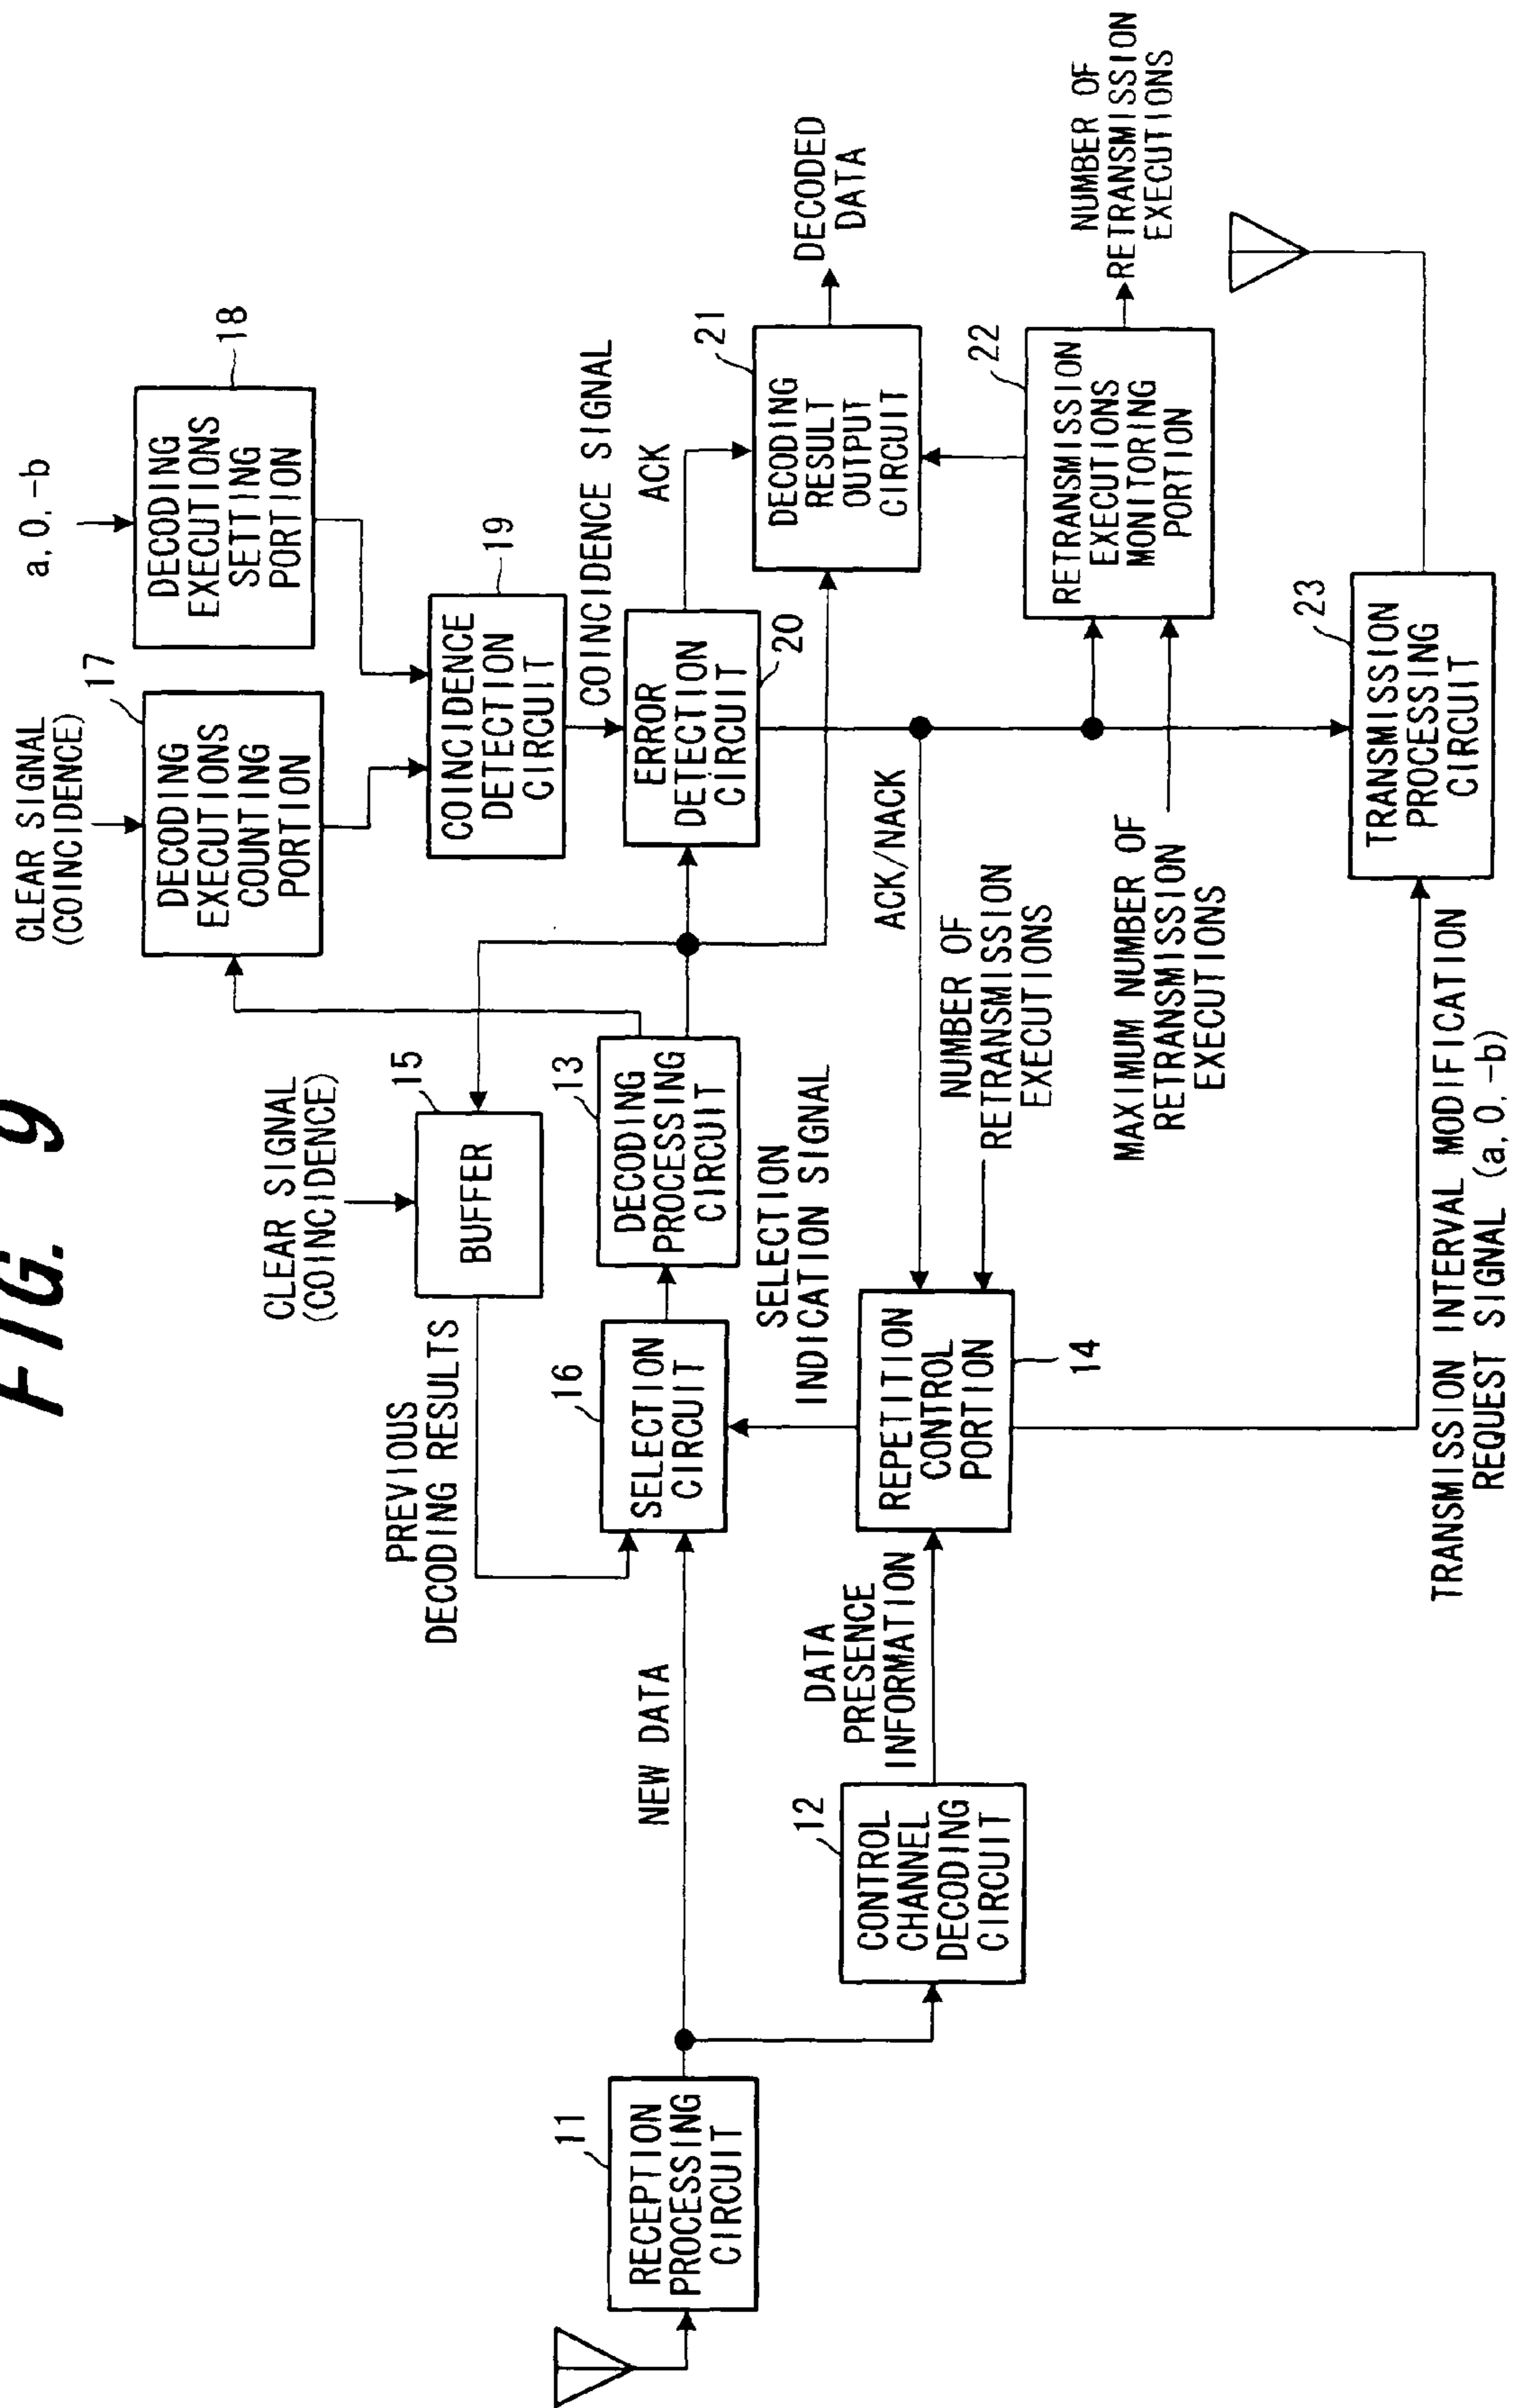 FIG. 9
CLEAR SIGNAL
(COINCIDENCE)
a, 0, -b
17
DECODING
EXECUTIONS
COUNTING
PORTION
18
DECODING
EXECUTIONS
SETTING
PORTION
CLEAR SIGNAL
(COINCIDENCE)
15
BUFFER
19
COINCIDENCE
DETECTION
CIRCUIT
PREVIOUS
DECODING RESULTS
COINCIDENCE SIGNAL
11
RECEPTION
PROCESSING
CIRCUIT
NEW DATA
16
SELECTION
CIRCUIT
13
DECODING
PROCESSING
CIRCUIT
ERROR
DETECTION
CIRCUIT
20
ACK
21
DECODING
RESULT
OUTPUT
CIRCUIT
DECODED
DATA
SELECTION
INDICATION SIGNAL
12
CONTROL
CHANNEL
DECODING
CIRCUIT
DATA
PRESENCE
INFORMATION
REPETITION
CONTROL
PORTION
14
ACK/NACK
NUMBER OF
RETRANSMISSION
EXECUTIONS
22
RETRANSMISSION
EXECUTIONS
MONITORING
PORTION
NUMBER OF
RETRANSMISSION
EXECUTIONS
MAXIMUM NUMBER OF
RETRANSMISSION
EXECUTIONS
23
TRANSMISSION
PROCESSING
CIRCUIT
TRANSMISSION INTERVAL MODIFICATION
REQUEST SIGNAL (a, 0, -b)